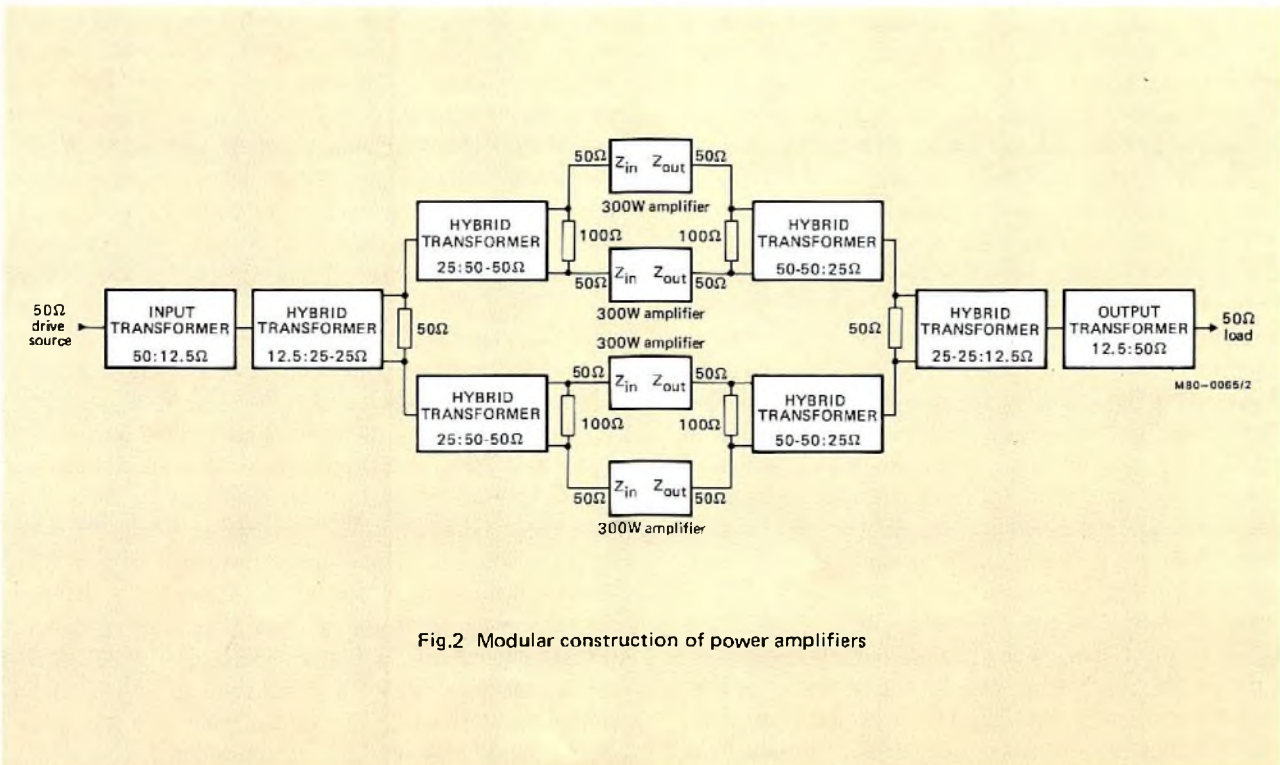 50Ω
drive
source
INPUT
TRANSFORMER
50:12.5Ω
HYBRID
TRANSFORMER
12.5:25-25Ω
50Ω
HYBRID
TRANSFORMER
25:50-50Ω
HYBRID
TRANSFORMER
25:50-50Ω
100Ω
100Ω
50Ω
Zin Zout
50Ω
300W amplifier
50Ω
Zin Zout
50Ω
300W amplifier
300W amplifier
50Ω
Zin Zout
50Ω
50Ω
Zin Zout
50Ω
300W amplifier
100Ω
100Ω
HYBRID
TRANSFORMER
50-50:25Ω
HYBRID
TRANSFORMER
50-50:25Ω
50Ω
HYBRID
TRANSFORMER
25-25:12.5Ω
OUTPUT
TRANSFORMER
12.5:50Ω
50Ω
load
M80-0065/2
Fig.2 Modular construction of power amplifiers